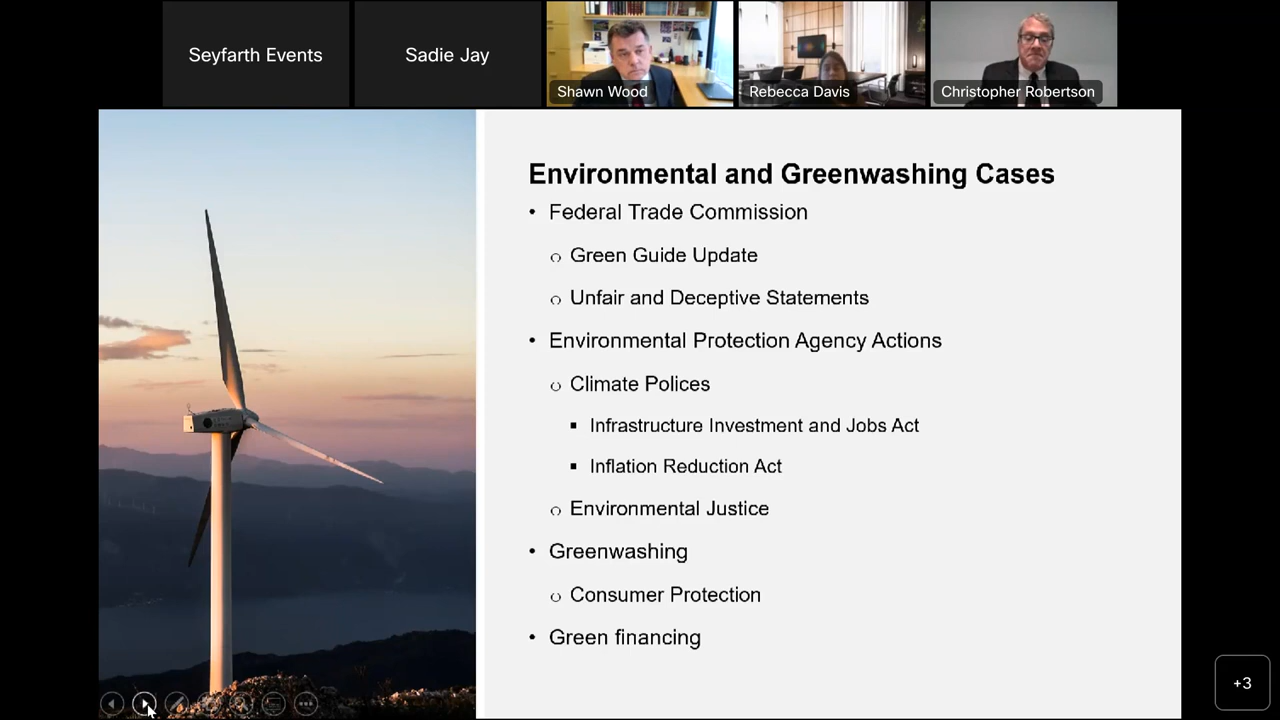 Seyfarth Events
Sadie Jay
Shawn Wood
Rebecca Davis
Christopher Robertson
Environmental and Greenwashing Cases
• Federal Trade Commission
o Green Guide Update
o Unfair and Deceptive Statements
• Environmental Protection Agency Actions
o Climate Polices
▪ Infrastructure Investment and Jobs Act
▪ Inflation Reduction Act
o Environmental Justice
• Greenwashing
o Consumer Protection
• Green financing
+3